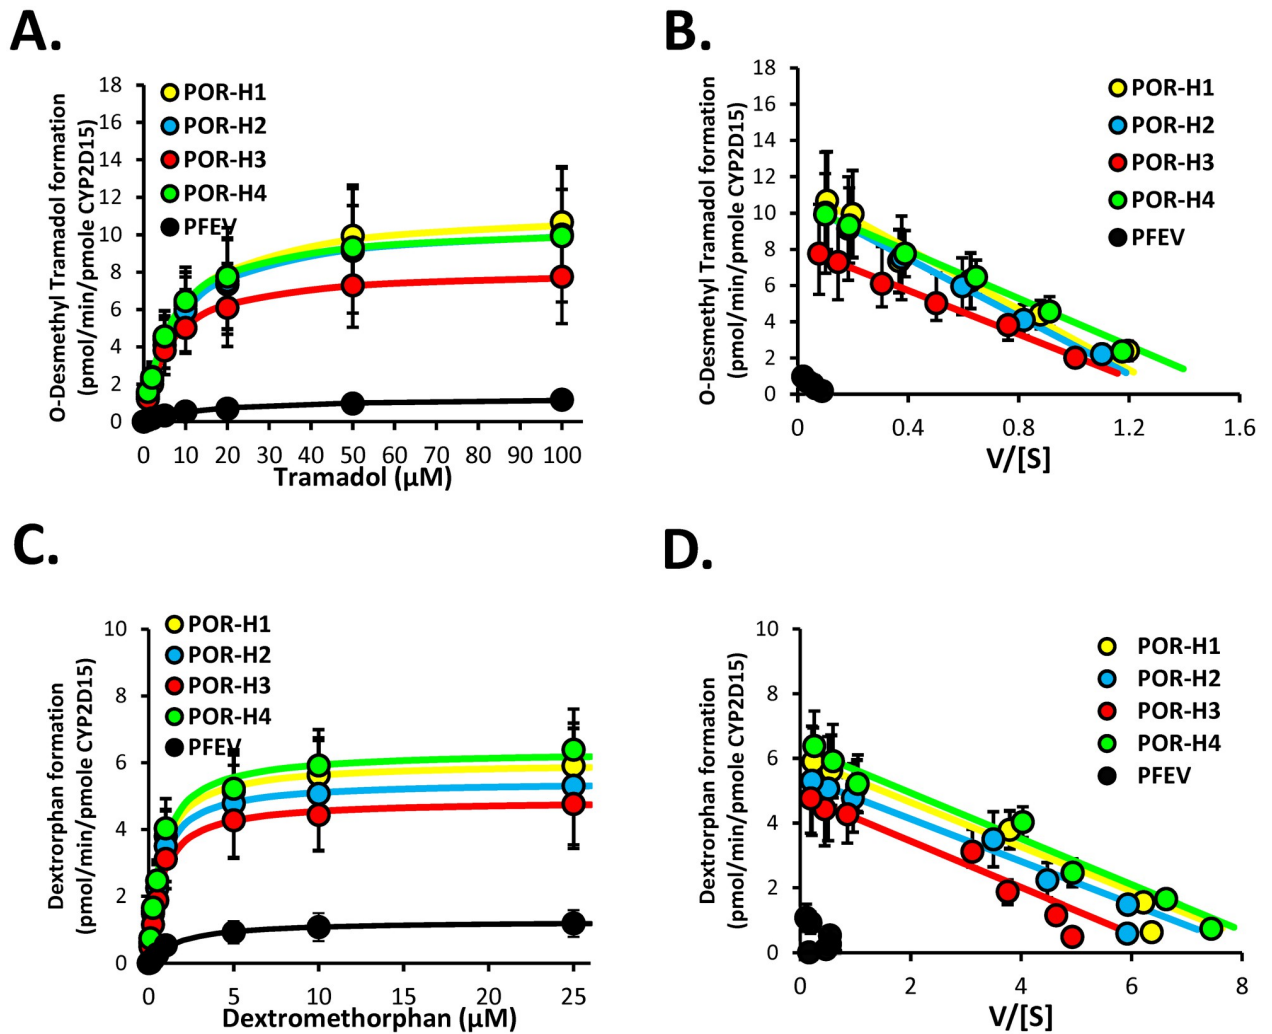 A.
O-Desmethyl Tramadol formation
(pmol/min/pmole CYP2D15)
18
16
14
12
10
8
6
4
2
0
POR-H1
POR-H2
POR-H3
POR-H4
PFEV
0 10 20 30 40 50 60 70 80 90 100
Tramadol (µM)
B.
O-Desmethyl Tramadol formation
(pmol/min/pmole CYP2D15)
18
16
14
12
10
8
6
4
2
0
POR-H1
POR-H2
POR-H3
POR-H4
PFEV
0 0.4 0.8 1.2 1.6
V/[S]
C.
Dextrorphan formation
(pmol/min/pmole CYP2D15)
10
8
6
4
2
0
POR-H1
POR-H2
POR-H3
POR-H4
PFEV
0 5 10 15 20 25
Dextromethorphan (µM)
D.
Dextrorphan formation
(pmol/min/pmole CYP2D15)
10
8
6
4
2
0
POR-H1
POR-H2
POR-H3
POR-H4
PFEV
0 2 4 6 8
V/[S]